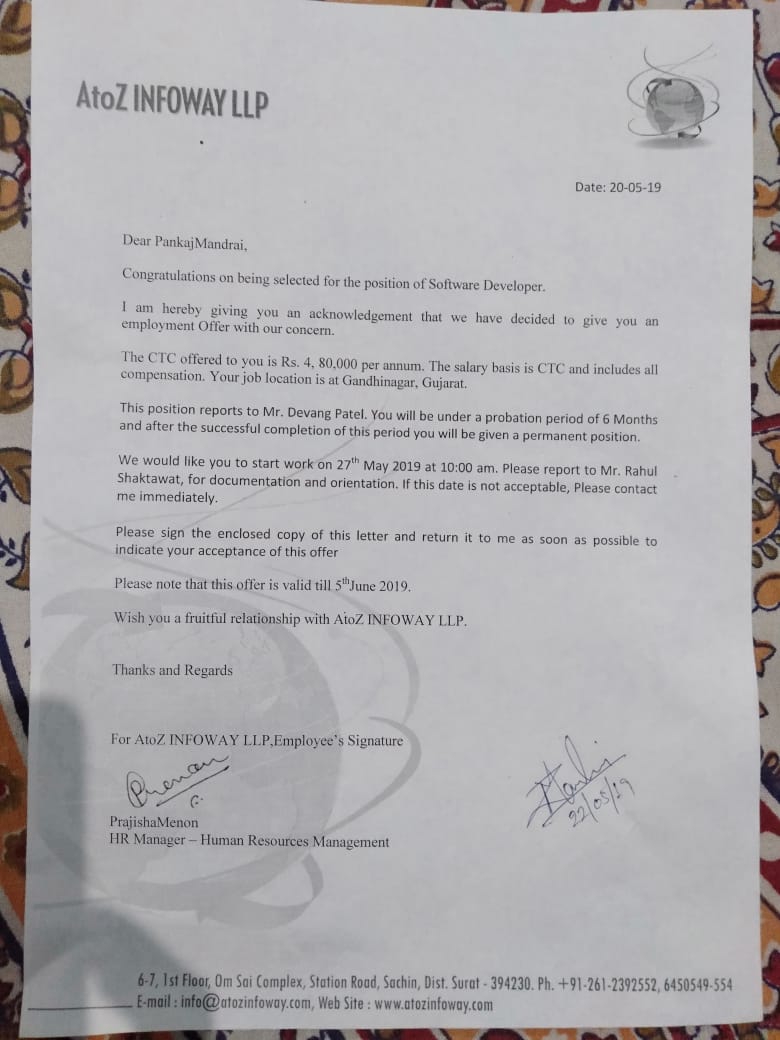 AtoZ INFOWAY LLP
Date: 20-05-19
Dear PankajMandrai,
Congratulations on being selected for the position of Software Developer.
I am hereby giving you an acknowledgement that we have decided to give you an
employment Offer with our concern.
The CTC offered to you is Rs. 4, 80,000 per annum. The salary basis is CTC and includes all
compensation. Your job location is at Gandhinagar, Gujarat.
This position reports to Mr. Devang Patel. You will be under a probation period of 6 Months
and after the successful completion of this period you will be given a permanent position.
We would like you to start work on 27th May 2019 at 10:00 am. Please report to Mr. Rahul
Shaktawat, for documentation and orientation. If this date is not acceptable, Please contact
me immediately.
Please sign the enclosed copy of this letter and return it to me as soon as possible to
indicate your acceptance of this offer
Please note that this offer is valid till 5thJune 2019.
Wish you a fruitful relationship with AtoZ INFOWAY LLP.
Thanks and Regards
For AtoZ INFOWAY LLP,Employee's Signature
22/05/19
PrajishaMenon
HR Manager – Human Resources Management
6-7, 1st Floor, Om Sai Complex, Station Road, Sachin, Dist. Surat - 394230. Ph. +91-261-2392552, 6450549-554
E-mail : info@atozinfoway.com, Web Site : www.atozinfoway.com